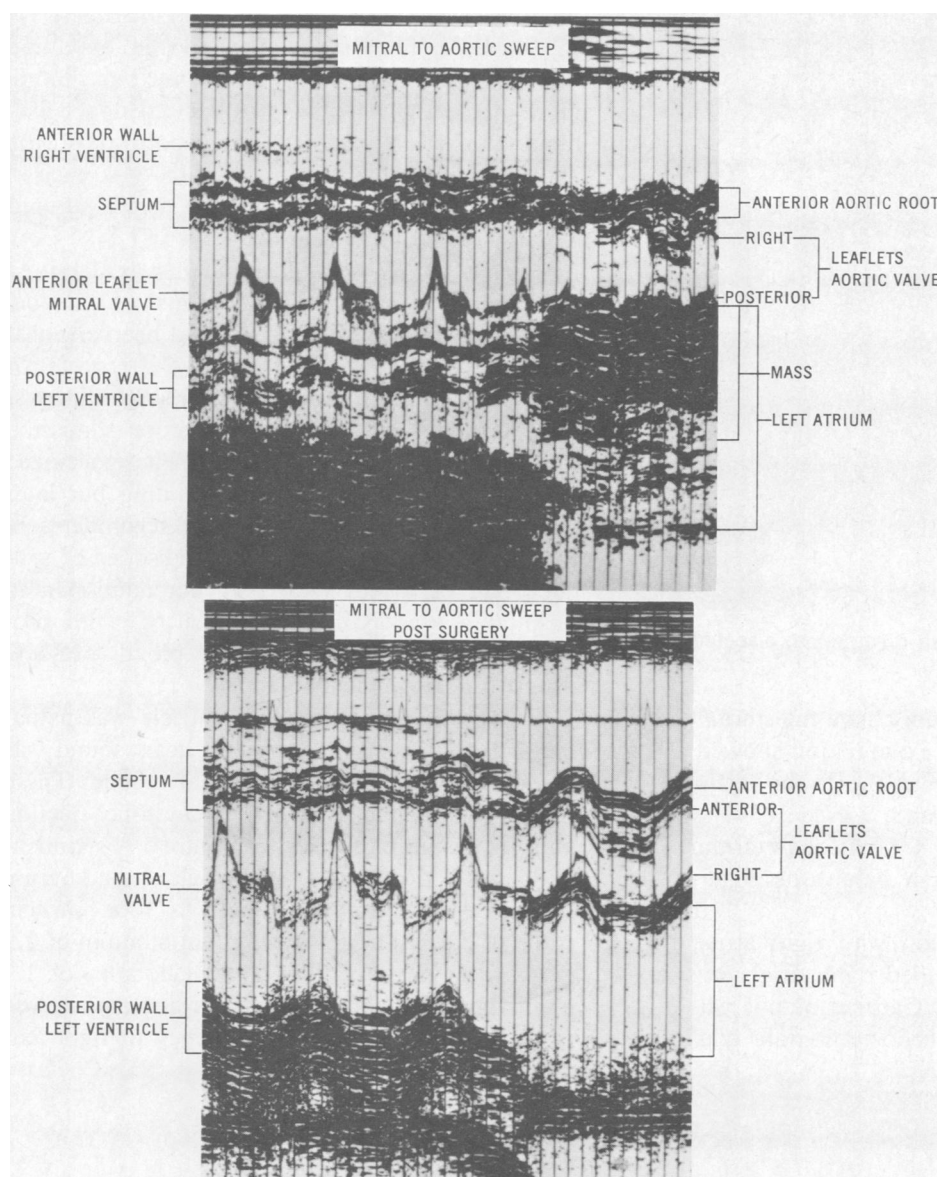 MITRAL TO AORTIC SWEEP
ANTERIOR WALL
RIGHT VENTRICLE
SEPTUM
ANTERIOR LEAFLET
MITRAL VALVE
POSTERIOR WALL
LEFT VENTRICLE
ANTERIOR AORTIC ROOT
RIGHT
LEAFLETS
AORTIC VALVE
POSTERIOR
MASS
LEFT ATRIUM
MITRAL TO AORTIC SWEEP
POST SURGERY
SEPTUM
MITRAL
VALVE
POSTERIOR WALL
LEFT VENTRICLE
ANTERIOR AORTIC ROOT
ANTERIOR
LEAFLETS
AORTIC VALVE
RIGHT
LEFT ATRIUM